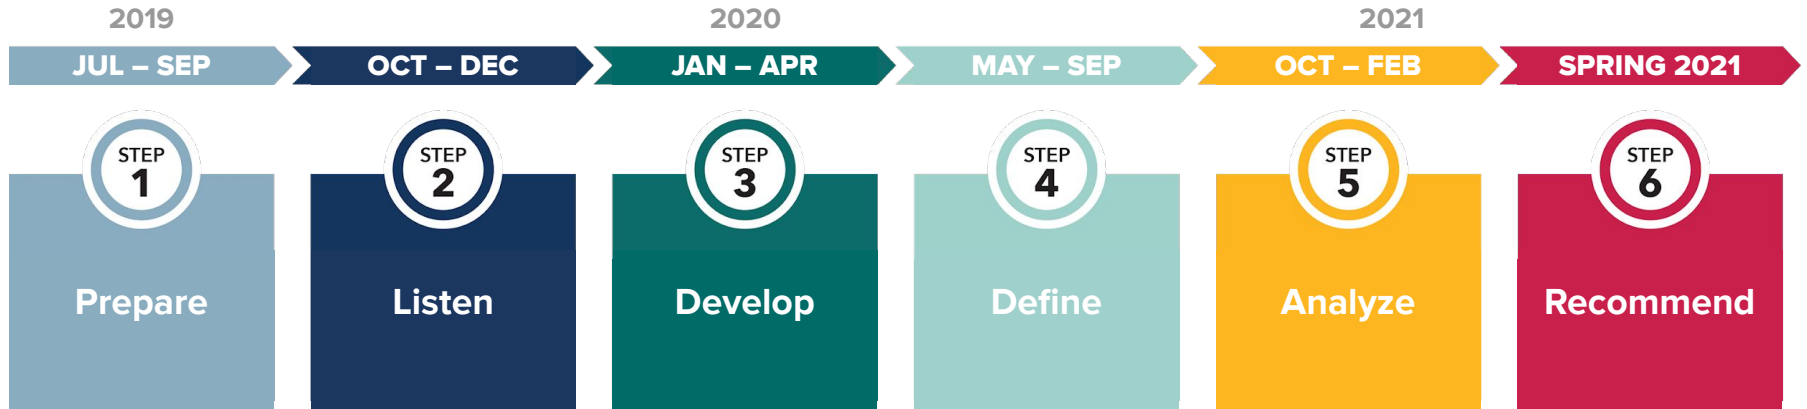 2019
2020
2021
JUL – SEP
OCT – DEC
JAN – APR
MAY – SEP
OCT – FEB
SPRING 2021
STEP
1
STEP
2
STEP
3
STEP
4
STEP
5
STEP
6
Prepare
Listen
Develop
Define
Analyze
Recommend